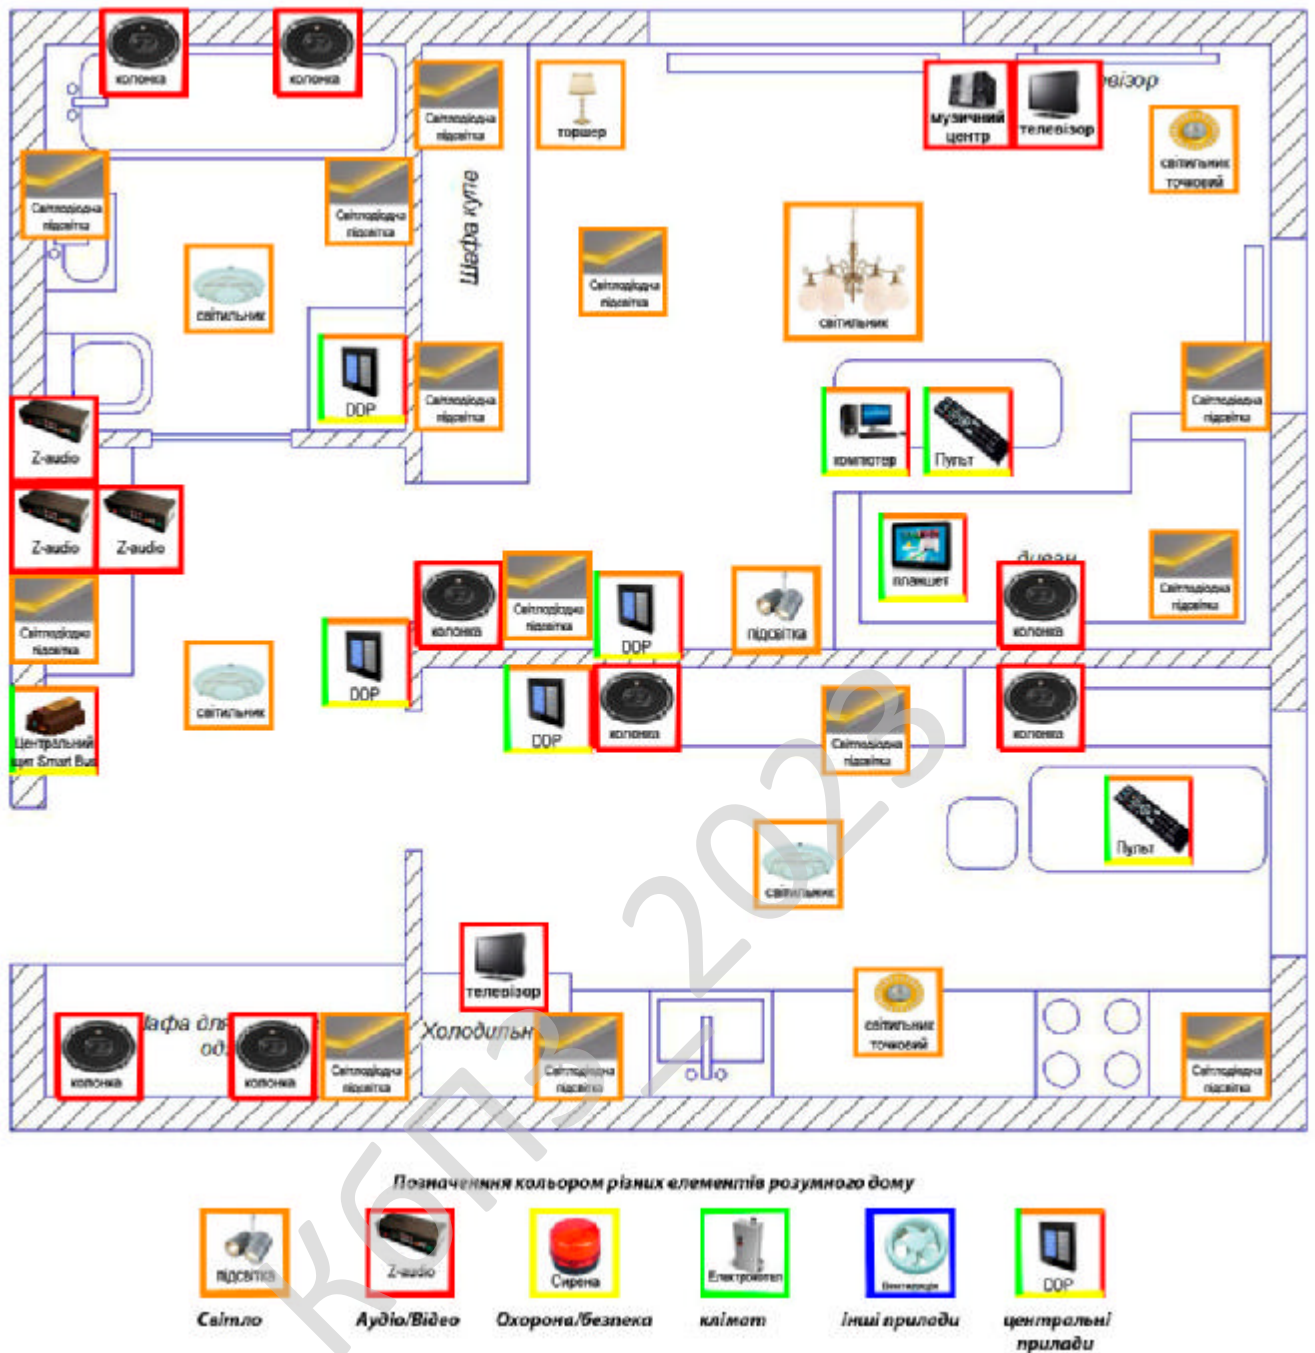 колонка
колонка
Світлодіодна
підсвітка
торшер
музичний
центр
телевізор
світильник
точковий
Світлодіодна
підсвітка
Світлодіодна
підсвітка
Шафа купе
Світлодіодна
підсвітка
світильник
світильник
DDP
Світлодіодна
підсвітка
Світлодіодна
підсвітка
Z-audio
компютер
Пульт
Z-audio
Z-audio
планшет
диван
Світлодіодна
підсвітка
Світлодіодна
підсвітка
колонка
Світлодіодна
підсвітка
DDP
підсвітка
колонка
світильник
DDP
Центральний
щит Smart Bus
DDP
колонка
Світлодіодна
підсвітка
колонка
світильник
Пульт
телевізор
світильник
точковий
колонка
колонка
Світлодіодна
підсвітка
Світлодіодна
підсвітка
Світлодіодна
підсвітка
КБПЗ_2023
Позначенння кольором різних елементів розумного дому
підсвітка
Z-audio
Сирена
Електрокотел
Вентиляція
DDP
Світло
Аудіо/Відео
Охорона/безпека
клімат
інші прилади
центральні
прилади